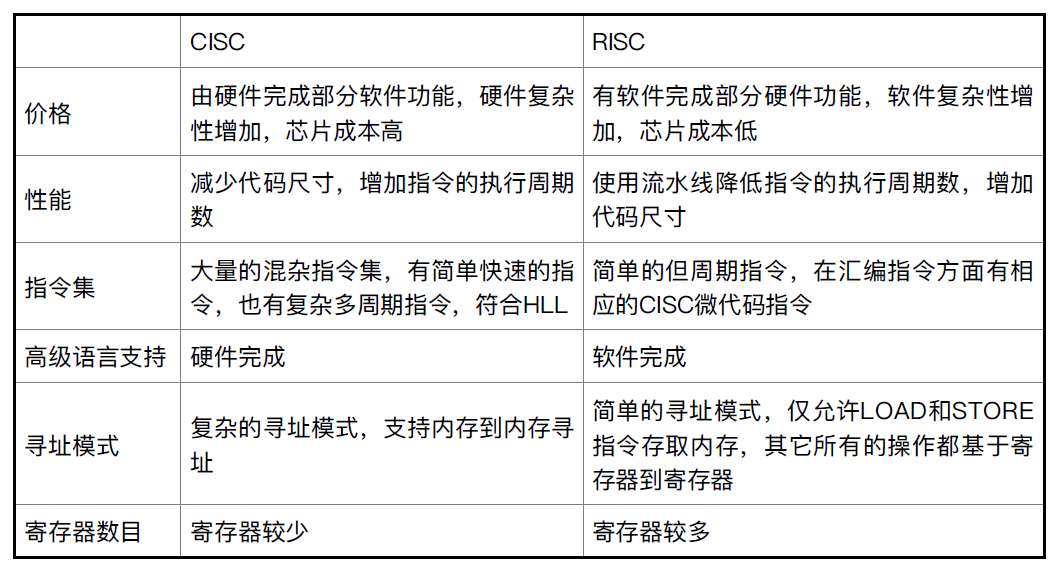 CISC
RISC
价格
由硬件完成部分软件功能，硬件复杂
性增加，芯片成本高
有软件完成部分硬件功能，软件复杂性增
加，芯片成本低
性能
减少代码尺寸，增加指令的执行周期
数
使用流水线降低指令的执行周期数，增加
代码尺寸
指令集
大量的混杂指令集，有简单快速的指
令，也有复杂多周期指令，符合HLL
简单的但周期指令，在汇编指令方面有相
应的CISC微代码指令
高级语言支持
硬件完成
软件完成
寻址模式
复杂的寻址模式，支持内存到内存寻
址
简单的寻址模式，仅允许LOAD和STORE
指令存取内存，其它所有的操作都基于寄
存器到寄存器
寄存器数目
寄存器较少
寄存器较多